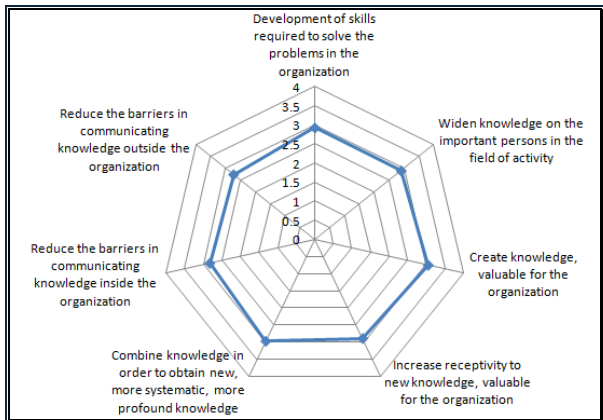 Development of skills
required to solve the
problems in the
organization
4
3.5
3
2.5
2
1.5
1
0.5
0
Widen knowledge on the
important persons in the
field of activity
Create knowledge,
valuable for the
organization
Increase receptivity to
new knowledge, valuable
for the organization
Combine knowledge in
order to obtain new,
more systematic, more
profound knowledge
Reduce the barriers in
communicating
knowledge inside the
organization
Reduce the barriers in
communicating
knowledge outside the
organization